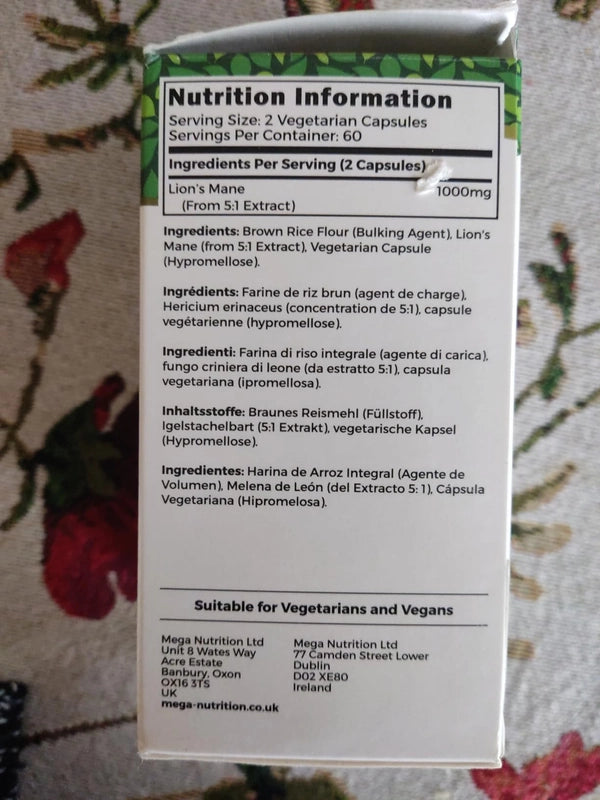 Nutrition Information
Serving Size: 2 Vegetarian Capsules
Servings Per Container: 60
Ingredients Per Serving (2 Capsules)
Lion's Mane 1000mg
(From 5:1 Extract)
Ingredients: Brown Rice Flour (Bulking Agent), Lion's
Mane (from 5:1 Extract), Vegetarian Capsule
(Hypromellose).
Ingrédients: Farine de riz brun (agent de charge),
Hericium erinaceus (concentration de 5:1), capsule
vegétarienne (hypromellose).
Ingredienti: Farina di riso integrale (agente di carica),
fungo criniera di leone (da estratto 5:1), capsula
vegetariana (ipromellosa).
Inhaltsstoffe: Braunes Reismehl (Füllstoff),
Igelstachelbart (5:1 Extrakt), vegetarische Kapsel
(Hypromellose).
Ingredientes: Harina de Arroz Integral (Agente de
Volumen), Melena de León (del Extracto 5: 1), Cápsula
Vegetariana (Hipromelosa).
Suitable for Vegetarians and Vegans
Mega Nutrition Ltd
Unit 8 Wates Way
Acre Estate
Banbury, Oxon
OX16 3TS
UK
mega-nutrition.co.uk
Mega Nutrition Ltd
77 Camden Street Lower
Dublin
D02 XE80
Ireland